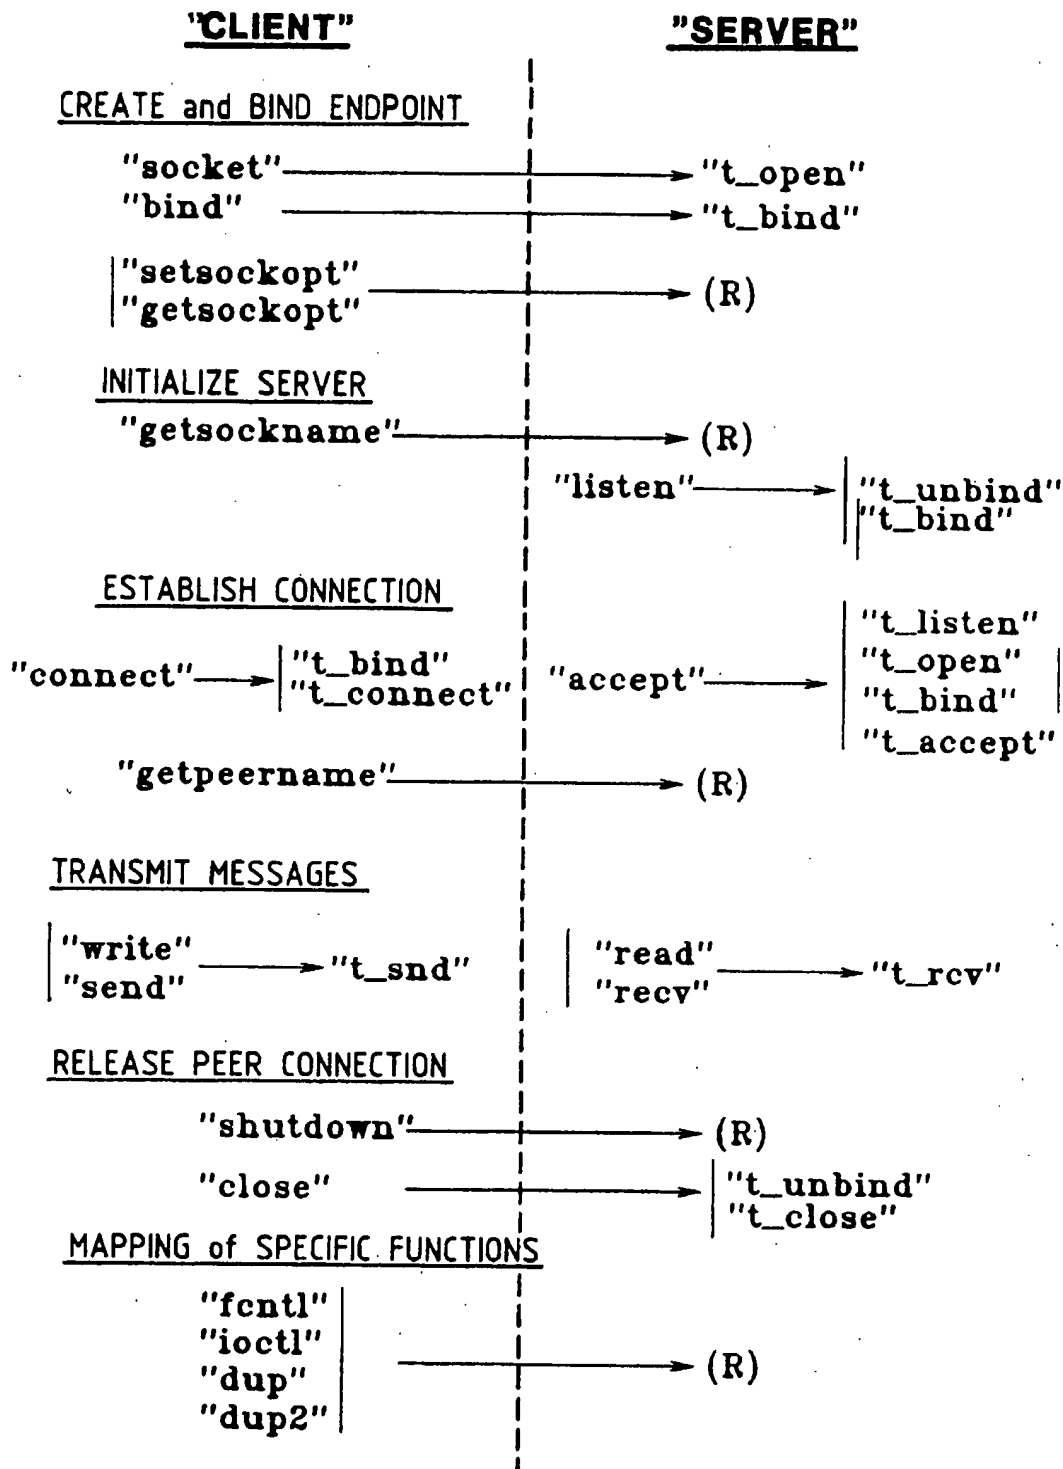 "CLIENT" "SERVER"
CREATE and BIND ENDPOINT
"socket" "t_open"
"bind" "t_bind"
"setsockopt"
"getsockopt" (R)
INITIALIZE SERVER
"getsockname" (R)
"listen" "t_unbind"
"t_bind"
ESTABLISH CONNECTION
"connect" "t_bind"
"t_connect"
"accept" "t_listen"
"t_open"
"t_bind"
"t_accept"
"getpeername" (R)
TRANSMIT MESSAGES
"write"
"send" "t_snd"
"read"
"recv" "t_rcv"
RELEASE PEER CONNECTION
"shutdown" (R)
"close" "t_unbind"
"t_close"
MAPPING of SPECIFIC FUNCTIONS
"fcntl"
"ioctl"
"dup"
"dup2" (R)